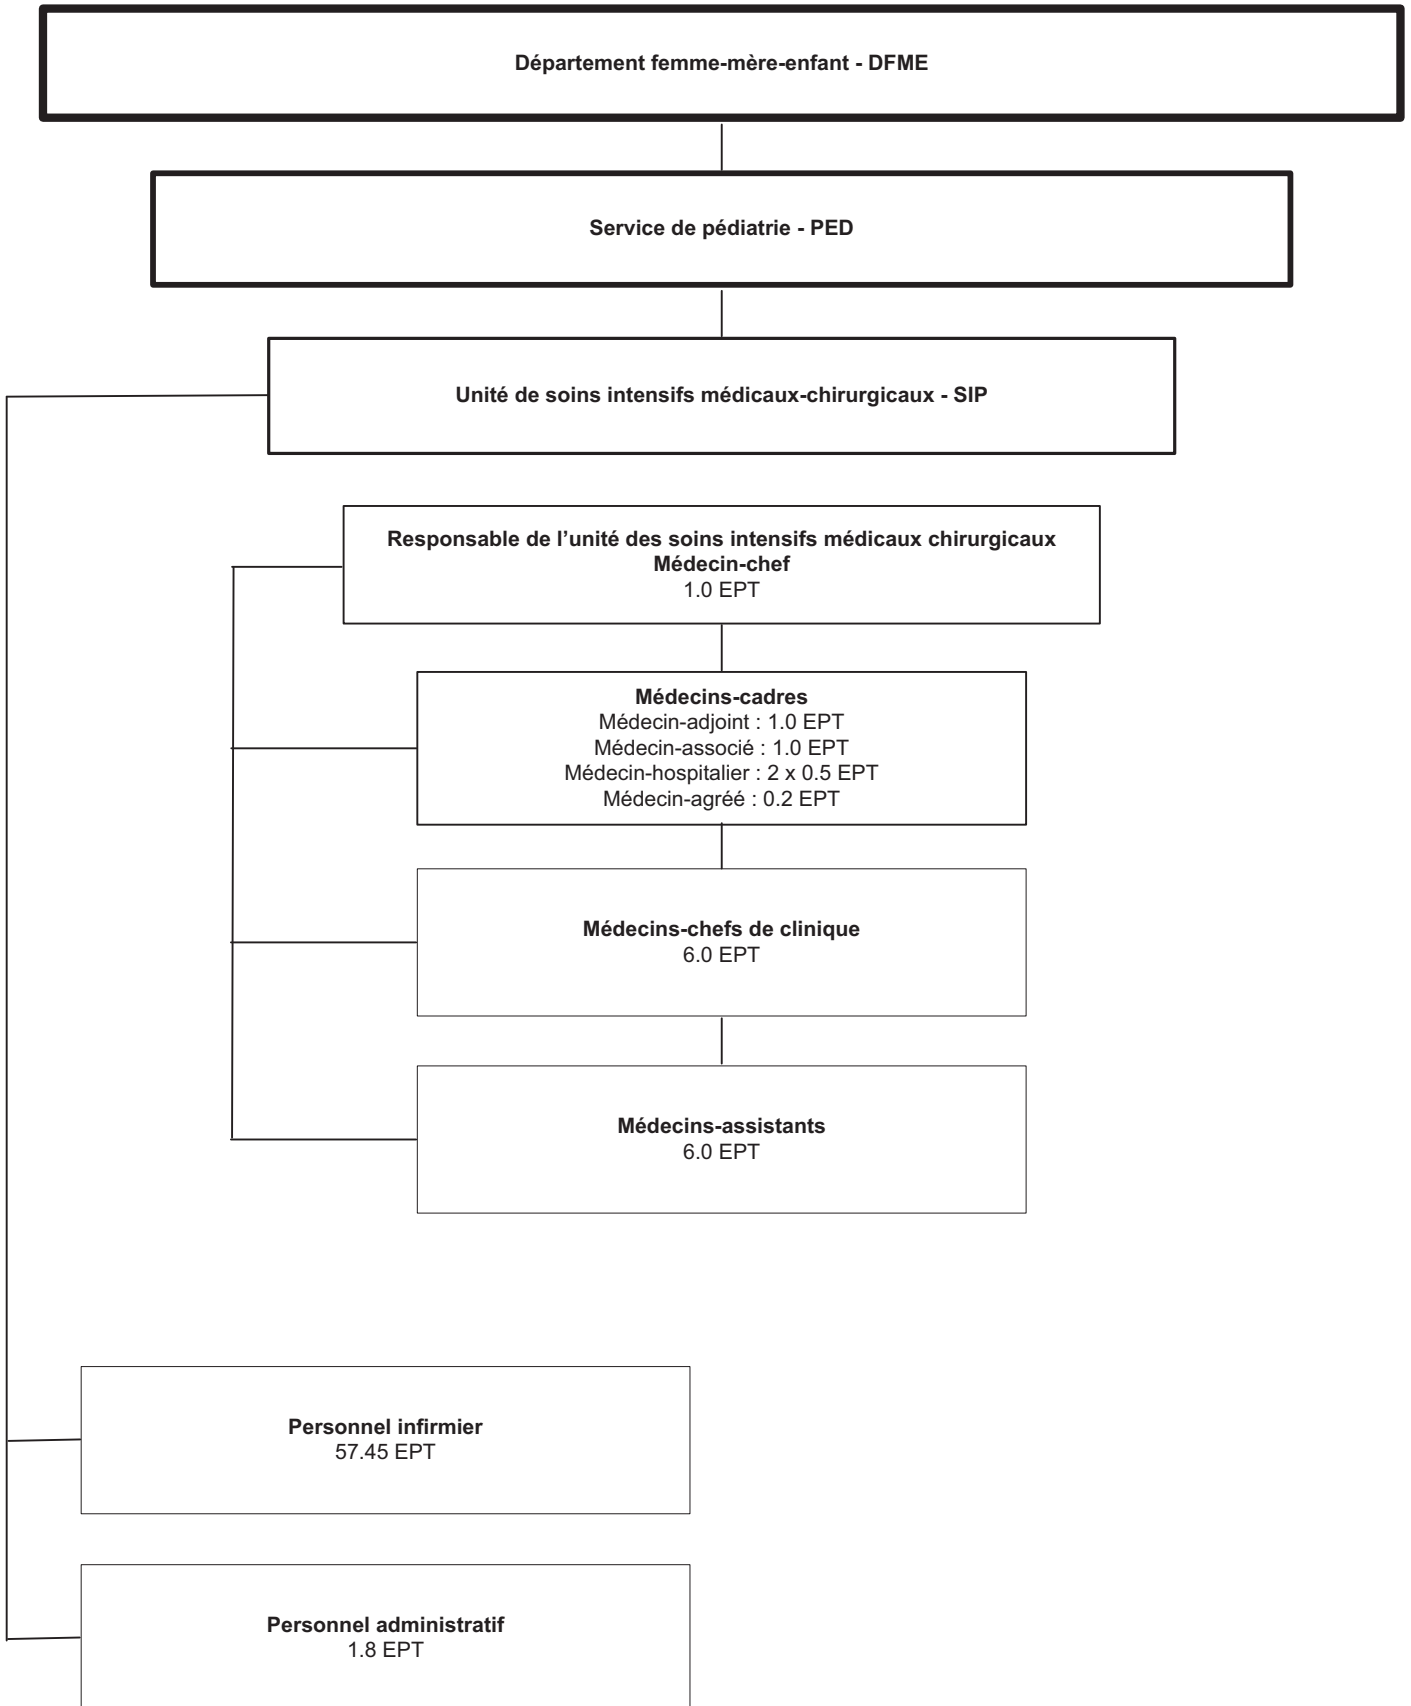 Département femme-mère-enfant - DFME
Service de pédiatrie - PED
Unité de soins intensifs médicaux-chirurgicaux - SIP
Responsable de l’unité des soins intensifs médicaux chirurgicaux
Médecin-chef
1.0 EPT
Médecins-cadres
Médecin-adjoint : 1.0 EPT
Médecin-associé : 1.0 EPT
Médecin-hospitalier : 2 x 0.5 EPT
Médecin-agréé : 0.2 EPT
Médecins-chefs de clinique
6.0 EPT
Médecins-assistants
6.0 EPT
Personnel infirmier
57.45 EPT
Personnel administratif
1.8 EPT